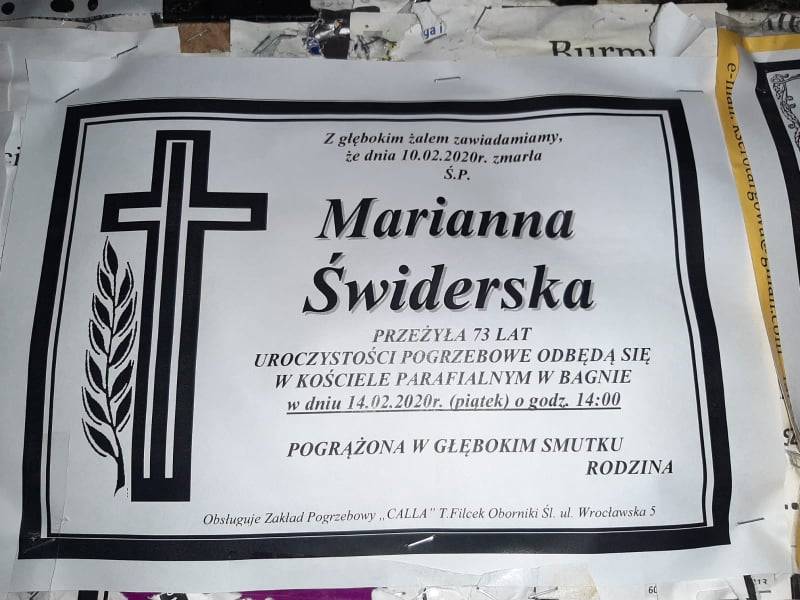 gai
Burmi
Z głębokim żalem zawiadamiamy,
że dnia 10.02.2020r. zmarła
Ś.P.
Marianna
Świderska
PRZEŻYŁA 73 LAT
UROCZYSTOŚCI POGRZEBOWE ODBĘDĄ SIĘ
W KOŚCIELE PARAFIALNYM W BAGNIE
w dniu 14.02.2020r. (piątek) o godz. 14:00
POGRĄŻONA W GŁĘBOKIM SMUTKU
RODZINA
Obsługuje Zakład Pogrzebowy „CALLA” T.Filcek Oborniki Śl. ul. Wrocławska 5